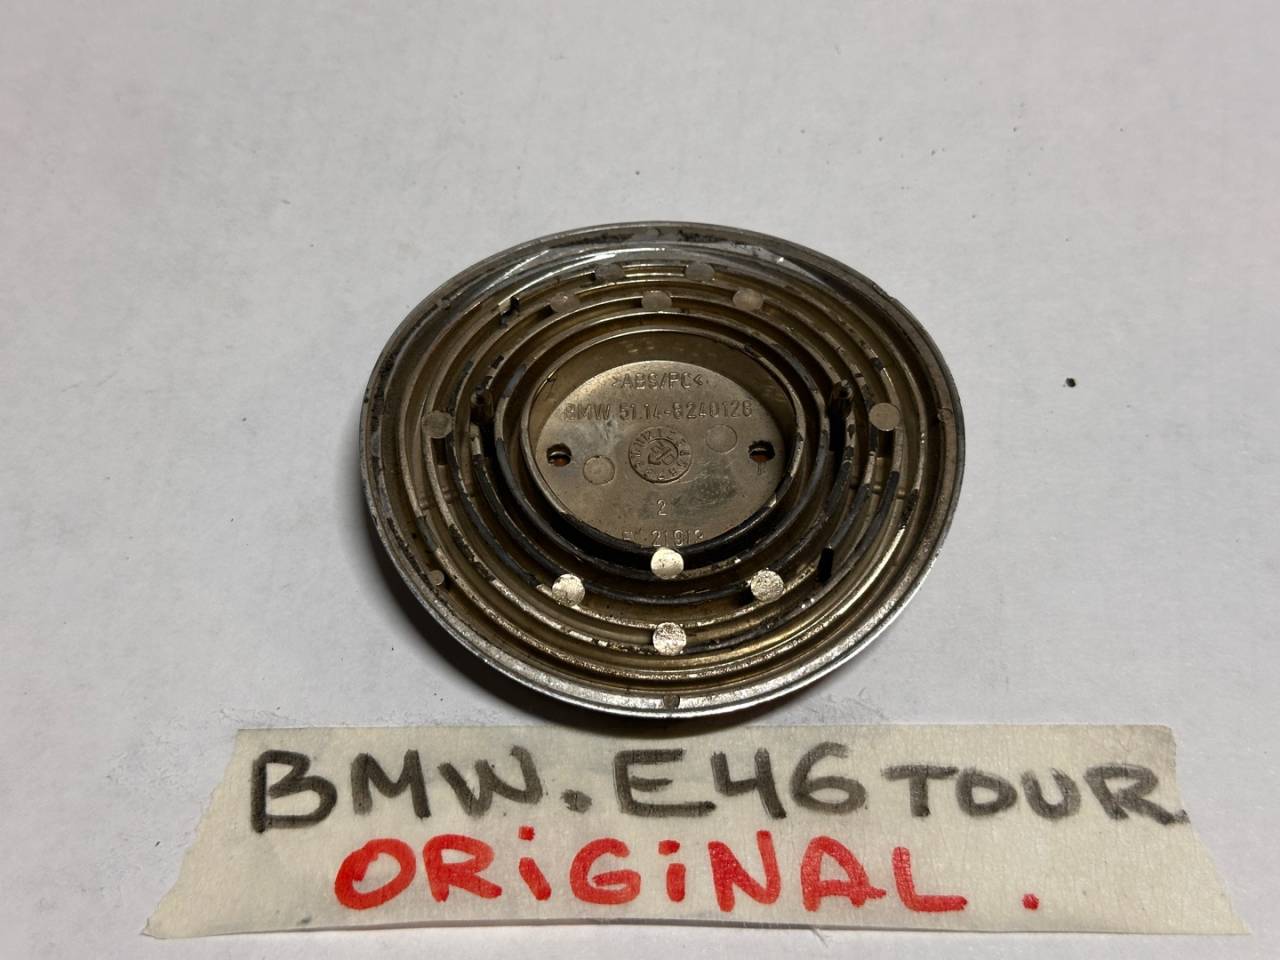 >ABS/PC<
BMW 51.14-8240128
2
BMW.E46TOUR
ORiGiNAL.